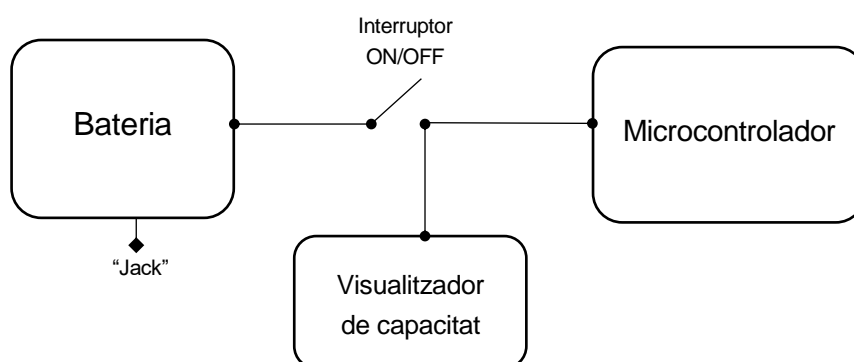 Interruptor
ON/OFF
Bateria
Microcontrolador
“Jack”
Visualitzador
de capacitat